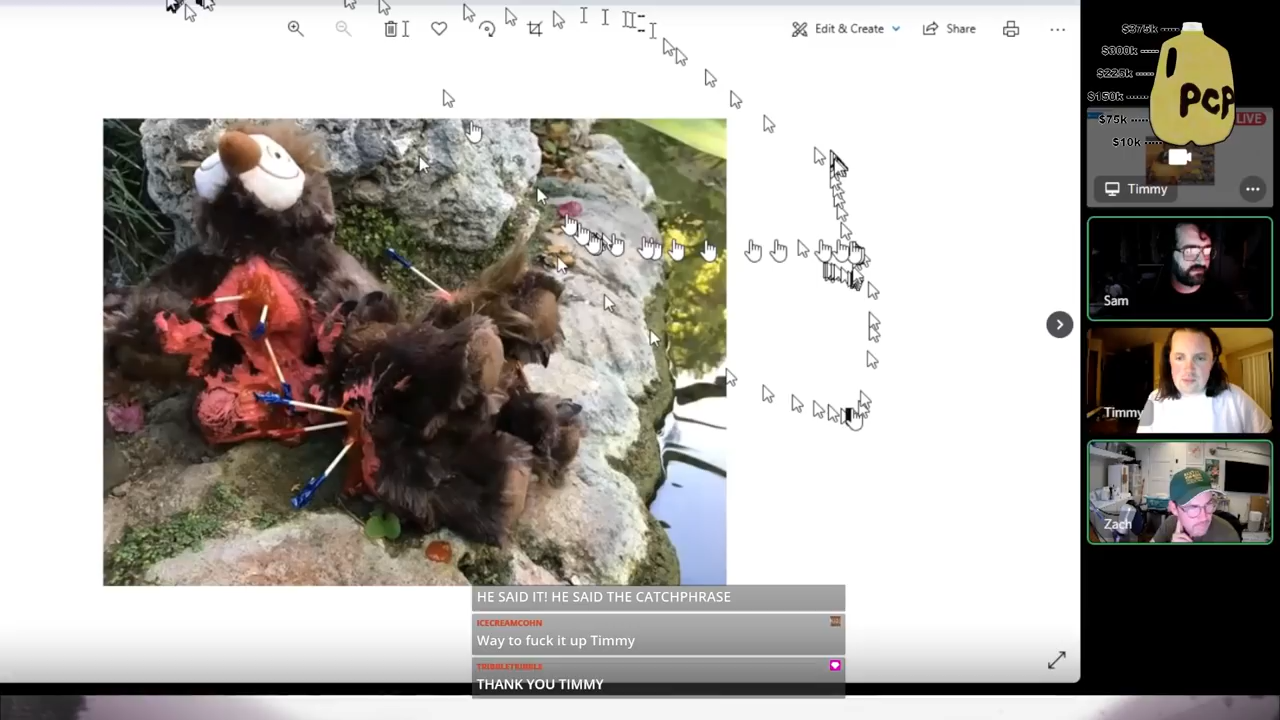 Edit & Create
Share
$375k -----
$300k ----
$225k ----
$150k -----
$75k ----
$10k ----
PCP
LIVE
Timmy
Sam
Timmy
Zach
HE SAID IT! HE SAID THE CATCHPHRASE
ICECREAMCOHN
Way to fuck it up Timmy
THANK YOU TIMMY